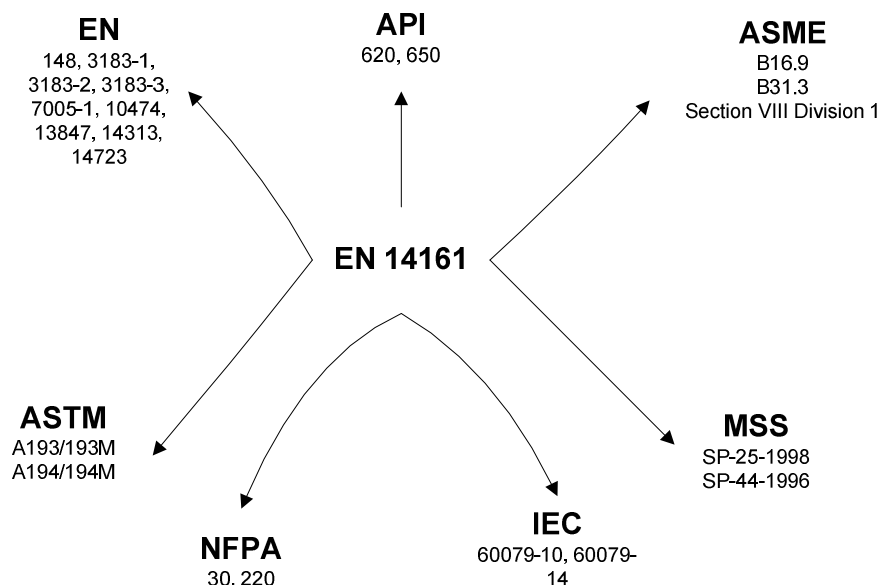 EN
148, 3183-1,
3183-2, 3183-3,
7005-1, 10474,
13847, 14313,
14723
API
620, 650
ASME
B16.9
B31.3
Section VIII Division 1
EN 14161
ASTM
A193/193M
A194/194M
NFPA
30, 220
IEC
60079-10, 60079-
14
MSS
SP-25-1998
SP-44-1996